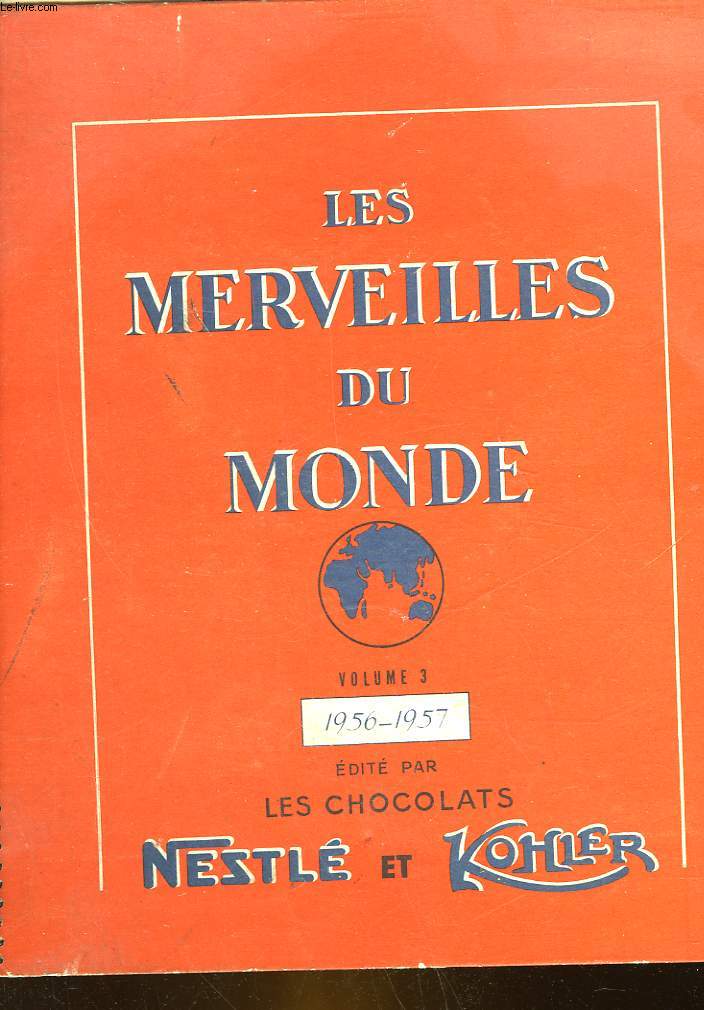 Le-livre.com
LES
MERVEILLES
DU
MONDE
VOLUME 3
1956-1957
ÉDITÉ PAR
LES CHOCOLATS
NESTLÉ ET KOHLER